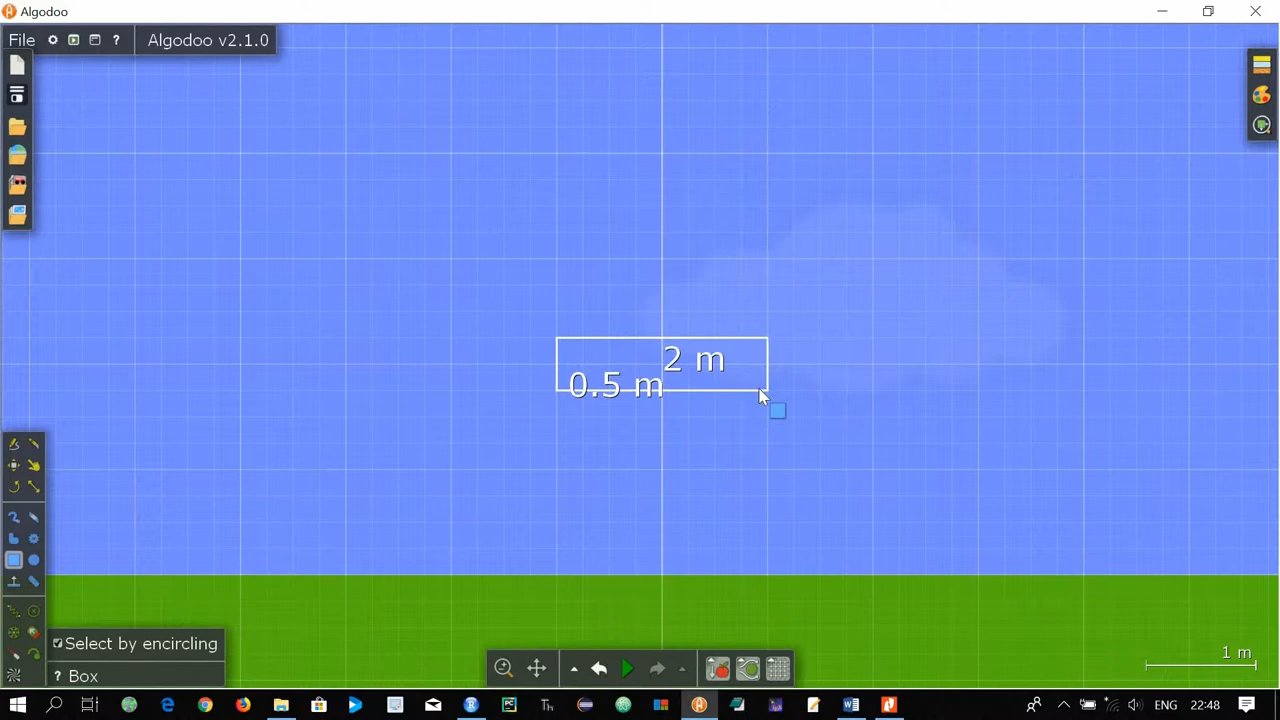 Algodoo
File ? Algodoo v2.1.0
2 m
0.5 m
Select by encircling
? Box
1 m
ENG 22:48